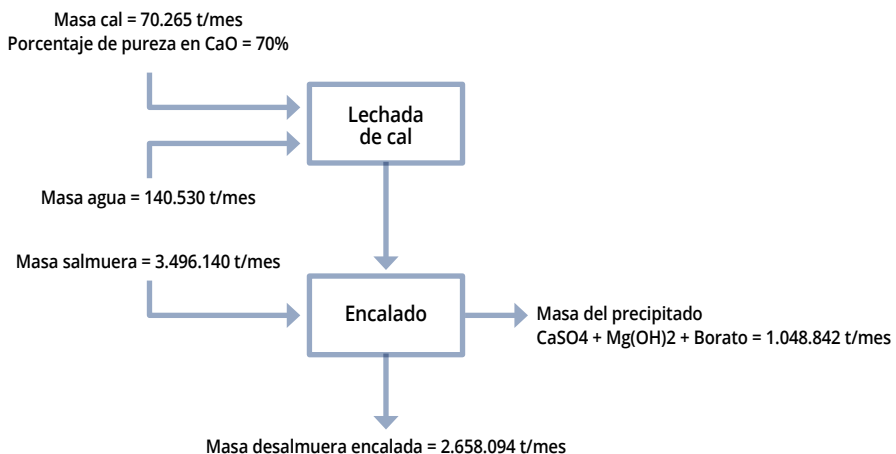 Masa cal = 70.265 t/mes
Porcentaje de pureza en CaO = 70%
Lechada
de cal
Masa agua = 140.530 t/mes
Masa salmuera = 3.496.140 t/mes
Encalado
Masa del precipitado
CaSO4 + Mg(OH)2 + Borato = 1.048.842 t/mes
Masa desalmuera encalada = 2.658.094 t/mes